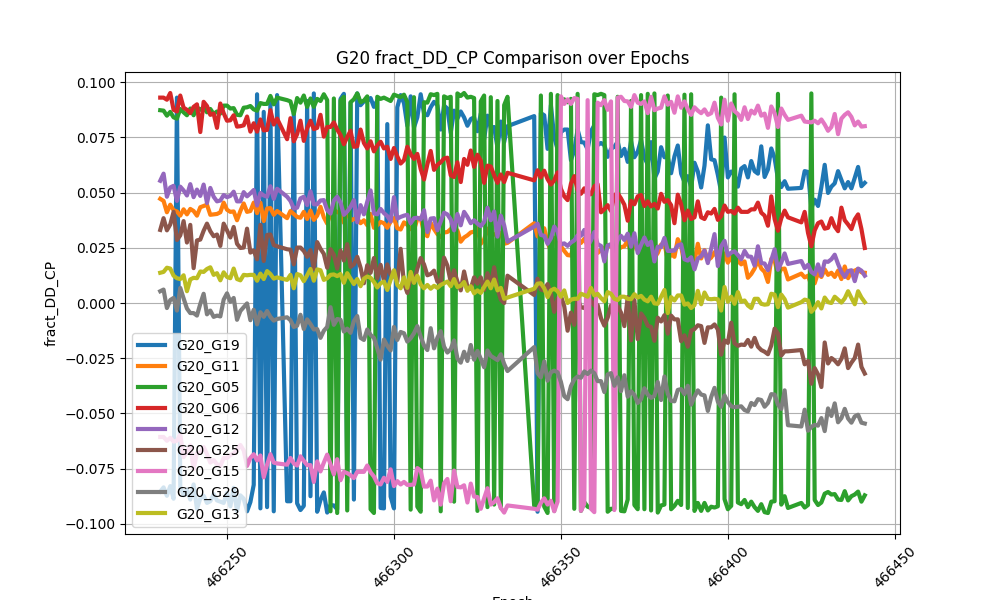 G20 fract_DD_CP Comparison over Epochs
fract_DD_CP
0.100
0.075
0.050
0.025
0.000
−0.025
−0.050
−0.075
−0.100
G20_G19
G20_G11
G20_G05
G20_G06
G20_G12
G20_G25
G20_G15
G20_G29
G20_G13
466250
466300
466350
466400
466450
Epoch